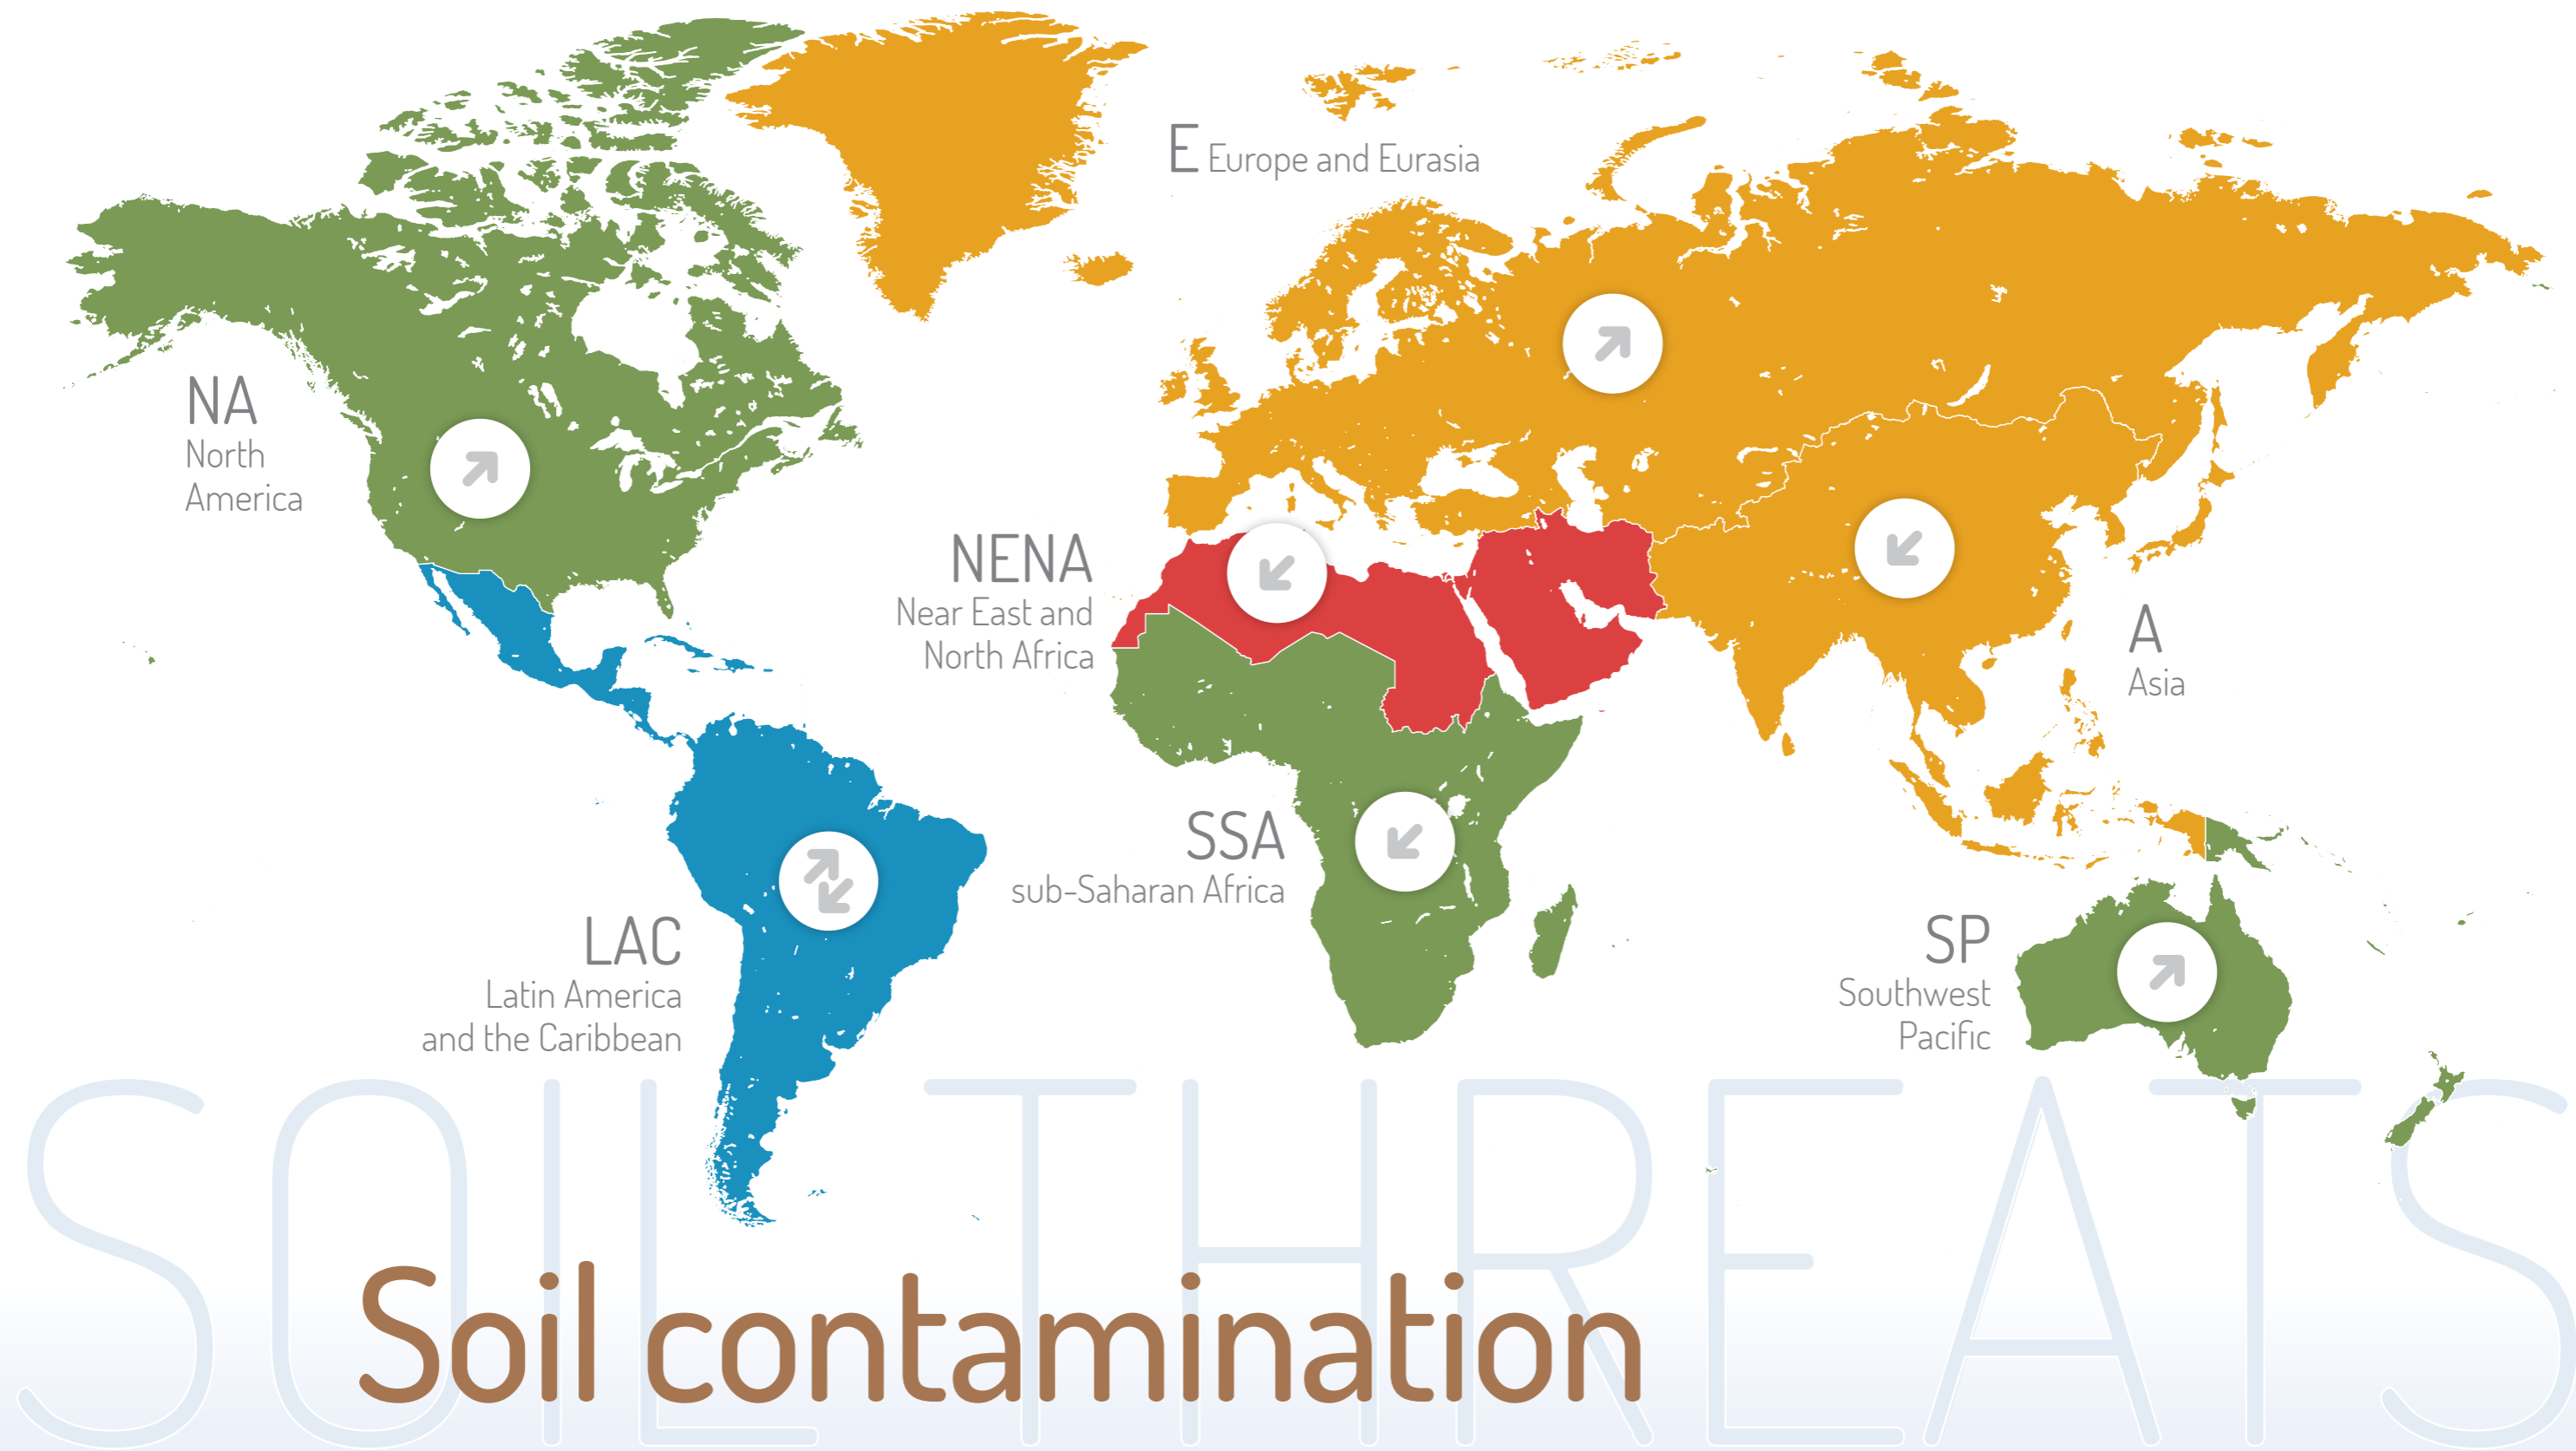 E Europe and Eurasia
NA
North
America
NENA
Near East and
North Africa
A
Asia
SSA
sub-Saharan Africa
LAC
Latin America
and the Caribbean
SP
Southwest
Pacific
SOIL THREATS
Soil contamination